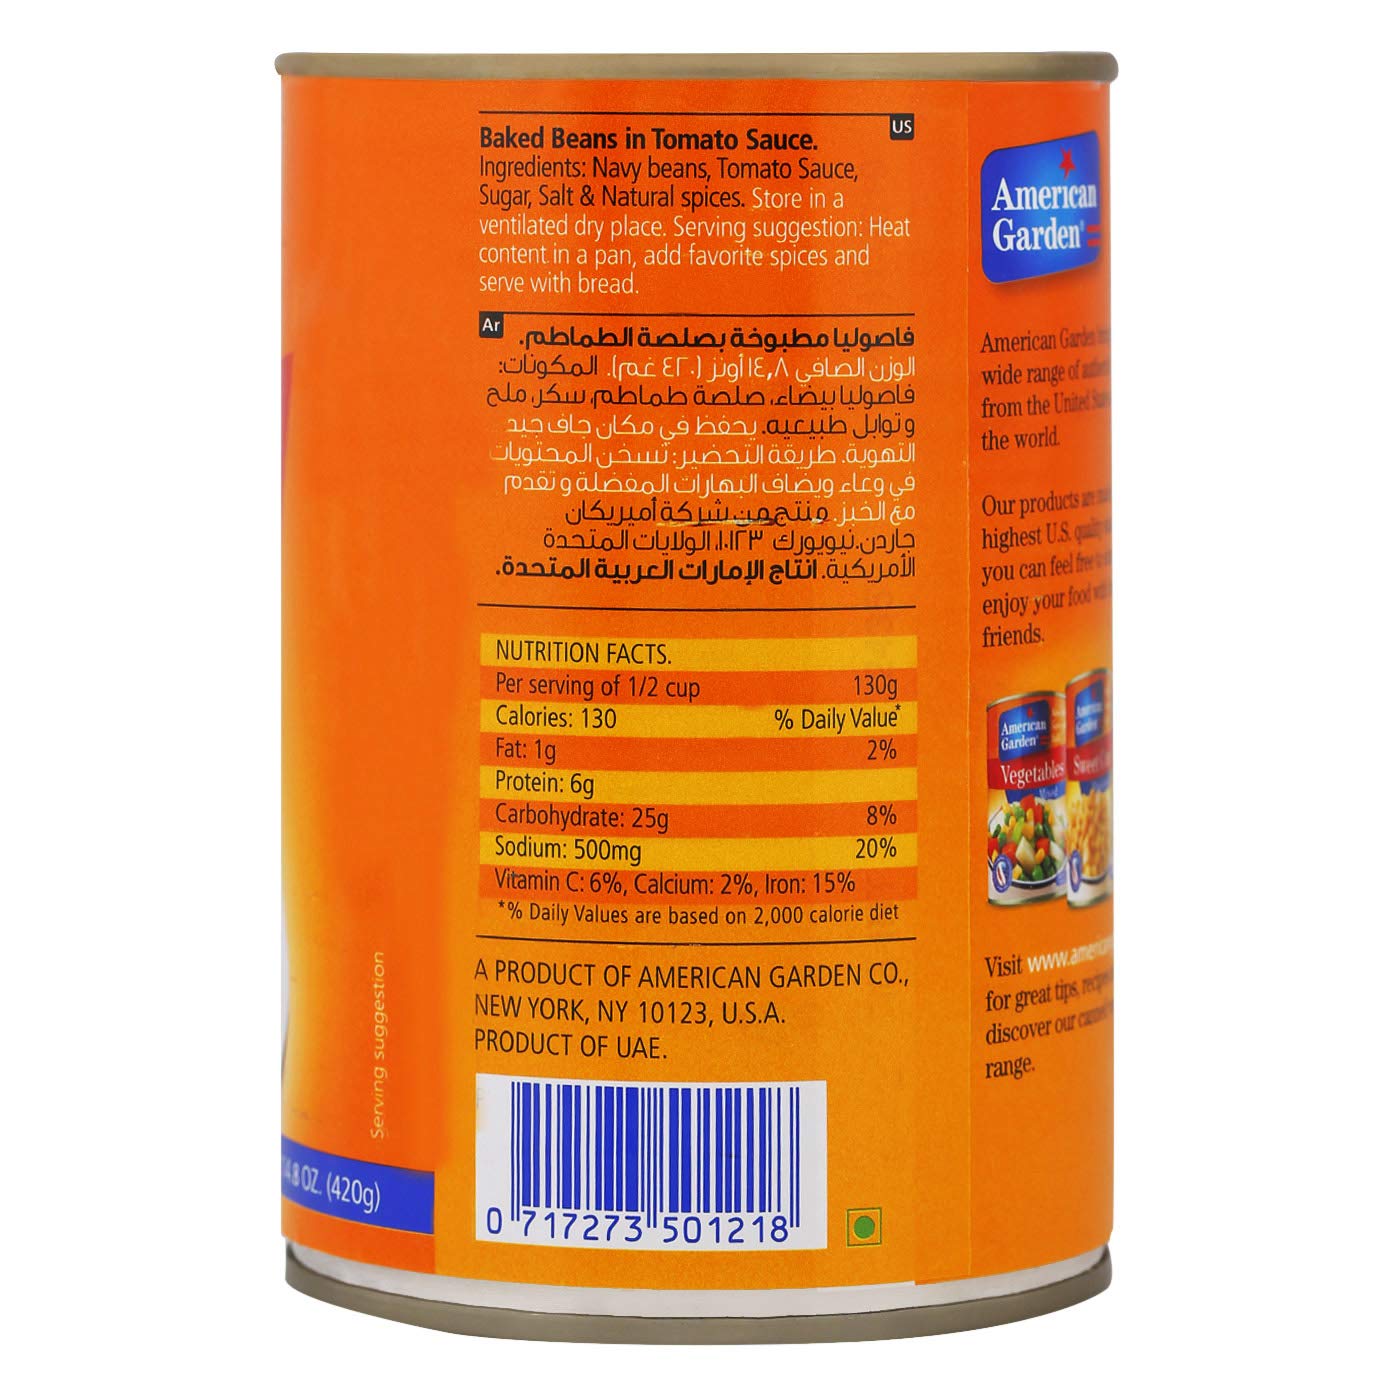 US
Baked Beans in Tomato Sauce.
Ingredients: Navy beans, Tomato Sauce,
Sugar, Salt & Natural spices. Store in a
ventilated dry place. Serving suggestion: Heat
content in a pan, add favorite spices and
serve with bread.
Ar
فاصوليا مطبوخة بصلصة الطماطم.
الوزن الصافي ١٤,٨ أونز (٤٢٠ غم). المكونات:
فاصوليا بيضاء، صلصة طماطم، سكر، ملح
و توابل طبيعيه. يحفظ في مكان جاف جيد
التهوية. طريقة التحضير: تسخن المحتويات
في وعاء ويضاف البهارات المفضلة و تقدم
مع الخبز. منتج من شركة أميريكان
جاردن.نيويورك ١٠١٢٣، الولايات المتحدة
الأمريكية. انتاج الإمارات العربية المتحدة.
NUTRITION FACTS.
Per serving of 1/2 cup 130g
Calories: 130 % Daily Value*
Fat: 1g 2%
Protein: 6g
Carbohydrate: 25g 8%
Sodium: 500mg 20%
Vitamin C: 6%, Calcium: 2%, Iron: 15%
*% Daily Values are based on 2,000 calorie diet
A PRODUCT OF AMERICAN GARDEN CO.,
NEW YORK, NY 10123, U.S.A.
PRODUCT OF UAE.
0 717273 501218
Serving suggestion
OZ. (420g)
American
Garden®
American Garden
wide range of
from the United
the world.
Our products are
highest U.S. quality
you can feel free
enjoy your food
friends.
American
Garden
Vegetables
Mixed
American
Garden
Sweet
Visit
for great tips,
discover our
range.